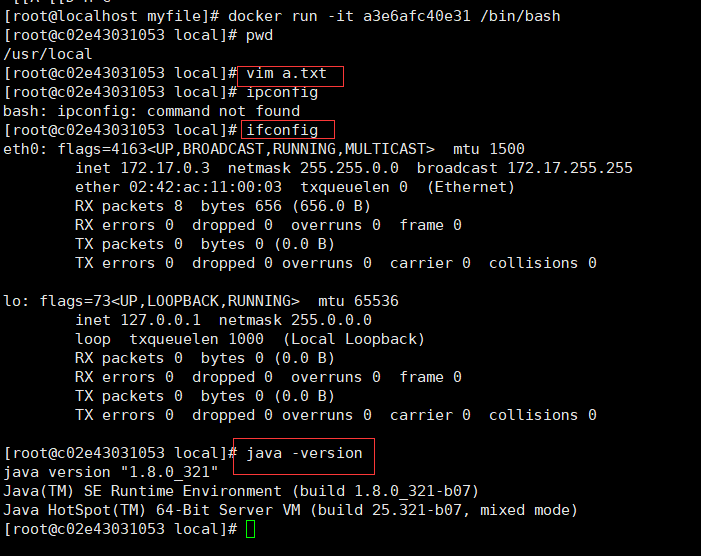 [root@localhost myfile]# docker run -it a3e6afc40e31 /bin/bash
[root@c02e43031053 local]# pwd
/usr/local
[root@c02e43031053 local]# vim a.txt
[root@c02e43031053 local]# ipconfig
bash: ipconfig: command not found
[root@c02e43031053 local]# ifconfig
eth0: flags=4163<UP,BROADCAST,RUNNING,MULTICAST>  mtu 1500
        inet 172.17.0.3  netmask 255.255.0.0  broadcast 172.17.255.255
        ether 02:42:ac:11:00:03  txqueuelen 0  (Ethernet)
        RX packets 8  bytes 656 (656.0 B)
        RX errors 0  dropped 0  overruns 0  frame 0
        TX packets 0  bytes 0 (0.0 B)
        TX errors 0  dropped 0 overruns 0  carrier 0  collisions 0

lo: flags=73<UP,LOOPBACK,RUNNING>  mtu 65536
        inet 127.0.0.1  netmask 255.0.0.0
        loop  txqueuelen 1000  (Local Loopback)
        RX packets 0  bytes 0 (0.0 B)
        RX errors 0  dropped 0  overruns 0  frame 0
        TX packets 0  bytes 0 (0.0 B)
        TX errors 0  dropped 0 overruns 0  carrier 0  collisions 0

[root@c02e43031053 local]# java -version
java version "1.8.0_321"
Java(TM) SE Runtime Environment (build 1.8.0_321-b07)
Java HotSpot(TM) 64-Bit Server VM (build 25.321-b07, mixed mode)
[root@c02e43031053 local]#